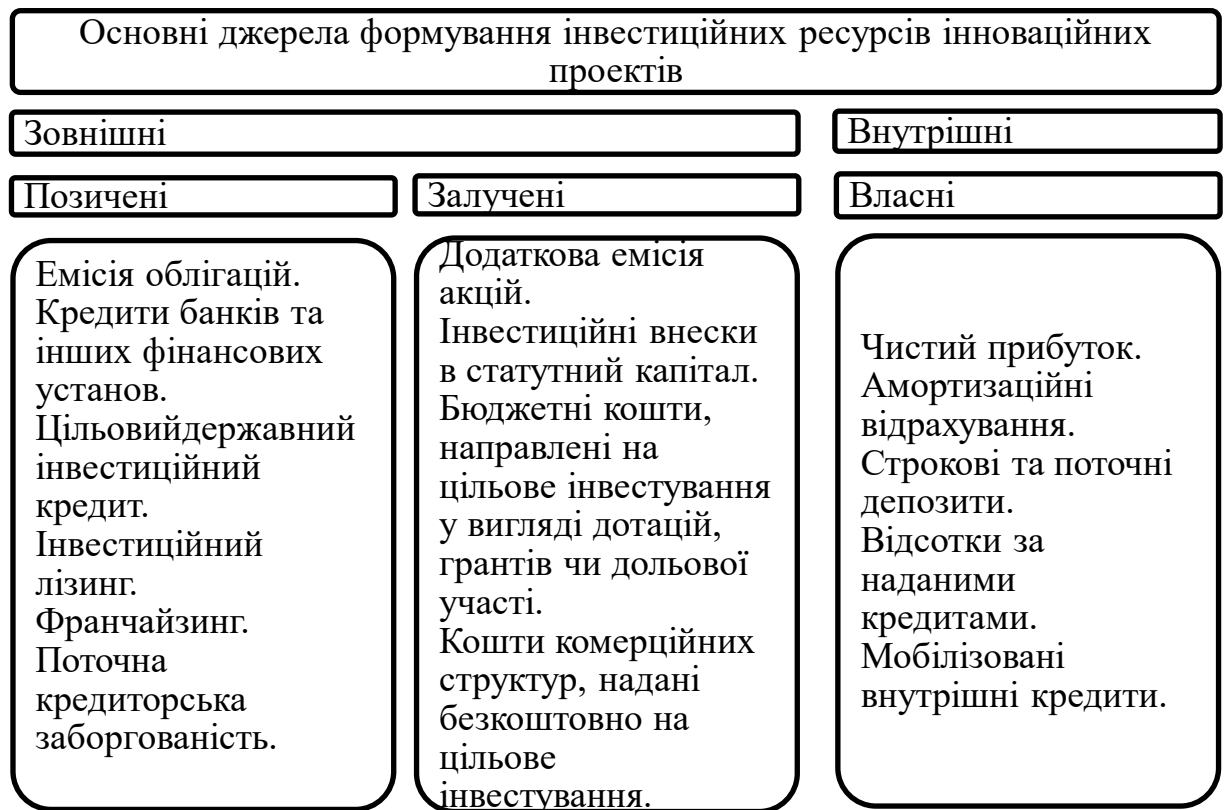 Основні джерела формування інвестиційних ресурсів інноваційних
проектів
Зовнішні
Внутрішні
Позичені
Залучені
Власні
Емісія облігацій.
Кредити банків та
інших фінансових
установ.
Цільовийдержавний
інвестиційний
кредит.
Інвестиційний
лізинг.
Франчайзинг.
Поточна
кредиторська
заборгованість.
Додаткова емісія
акцій.
Інвестиційні внески
в статутний капітал.
Бюджетні кошти,
направлені на
цільове інвестування
у вигляді дотацій,
грантів чи дольової
участі.
Кошти комерційних
структур, надані
безкоштовно на
цільове
інвестування.
Чистий прибуток.
Амортизаційні
відрахування.
Строкові та поточні
депозити.
Відсотки за
наданими
кредитами.
Мобілізовані
внутрішні кредити.